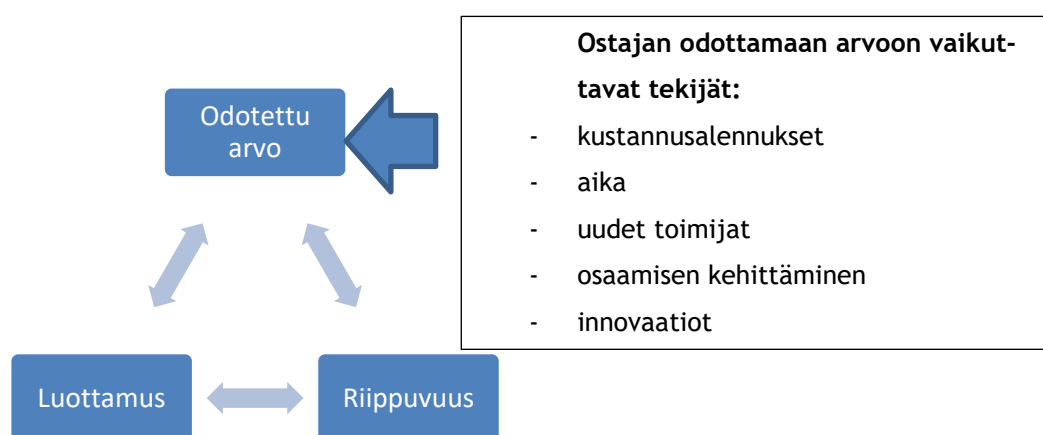 Odotettu
arvo
Ostajan odottamaan arvoon vaikut-
tavat tekijät:
- kustannusalennukset
- aika
- uudet toimijat
- osaamisen kehittäminen
- innovaatiot
Luottamus
Riippuvuus